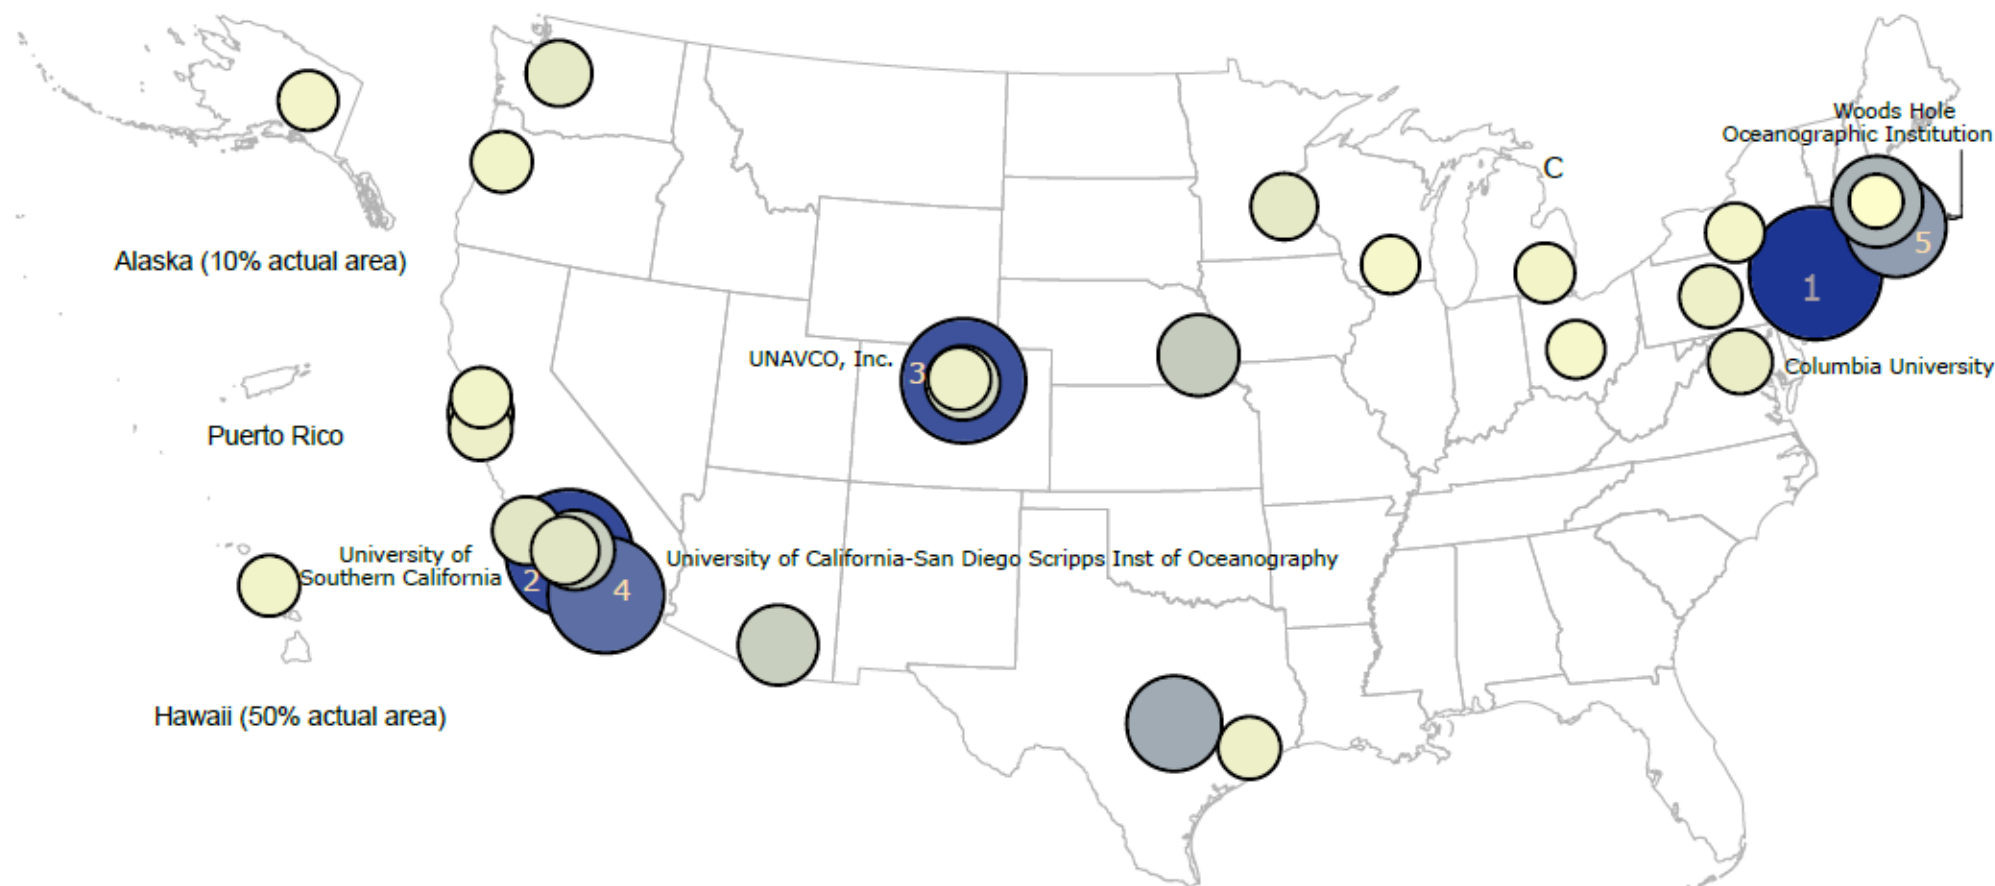 C
Woods Hole
Oceanographic Institution
5
Alaska (10% actual area)
1
UNAVCO, Inc.
3
Columbia University
Puerto Rico
University of
Southern California
2
4
University of California-San Diego Scripps Inst of Oceanography
Hawaii (50% actual area)